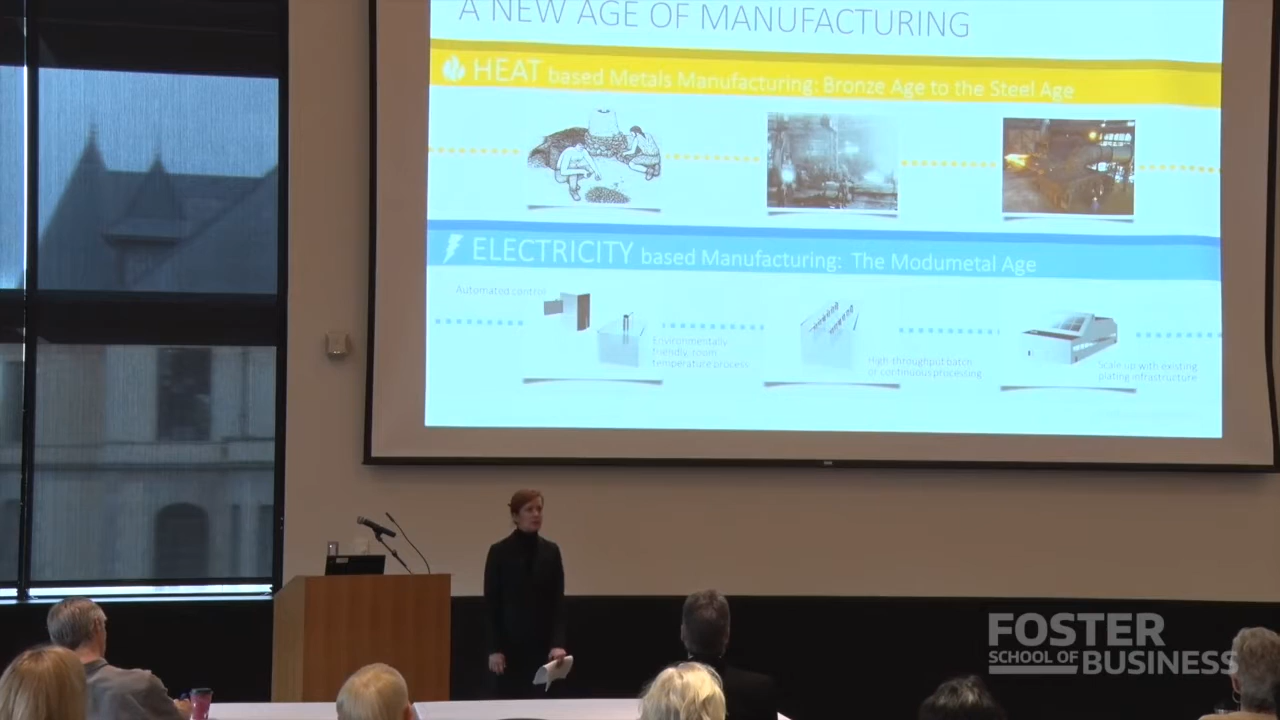 A NEW AGE OF MANUFACTURING
HEAT based Metals Manufacturing: Bronze Age to the Steel Age
ELECTRICITY based Manufacturing: The Modumetal Age
Automated control
Environmentally
friendly, room
temperature process
High-throughput batch
or continuous processing
Scale up with existing
plating infrastructure
FOSTER
SCHOOL OF BUSINESS